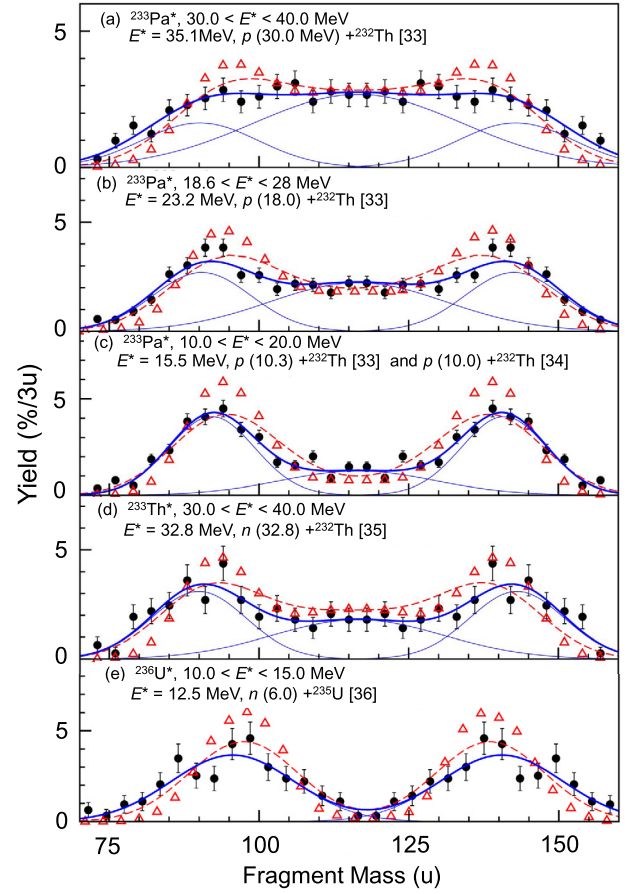 (a) ²³³Pa*, 30.0 < E* < 40.0 MeV
E* = 35.1MeV, p (30.0 MeV) +²³²Th [33]
5
0
(b) ²³³Pa*, 18.6 < E* < 28 MeV
E* = 23.2 MeV, p (18.0) +²³²Th [33]
5
0
(c) ²³³Pa*, 10.0 < E* < 20.0 MeV
E* = 15.5 MeV, p (10.3) +²³²Th [33] and p (10.0) +²³²Th [34]
5
0
Yield (%/3u)
(d) ²³³Th*, 30.0 < E* < 40.0 MeV
E* = 32.8 MeV, n (32.8) +²³²Th [35]
5
0
(e) ²³⁶U*, 10.0 < E* < 15.0 MeV
E* = 12.5 MeV, n (6.0) +²³⁵U [36]
5
0
75 100 125 150
Fragment Mass (u)